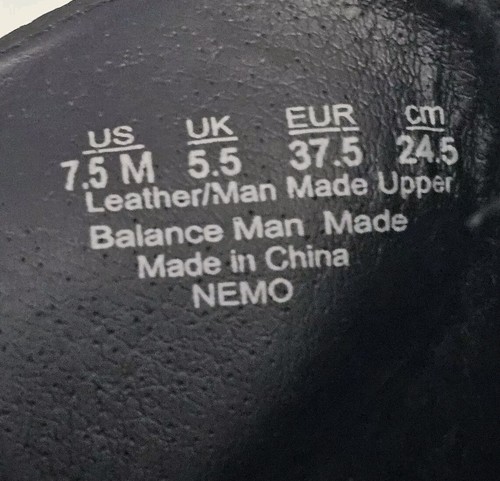 US UK EUR cm
7.5 M 5.5 37.5 24.5
Leather/Man Made Upper
Balance Man Made
Made in China
NEMO